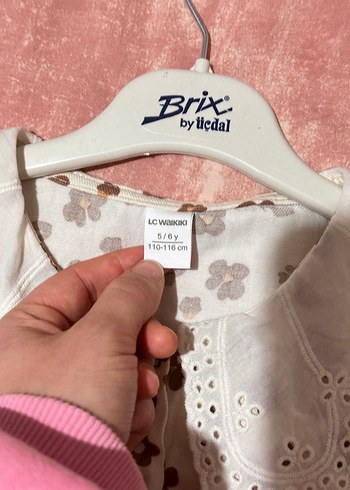 Brix®
by üçdal
LC WAIKIKI
5 / 6 y
110-116 cm